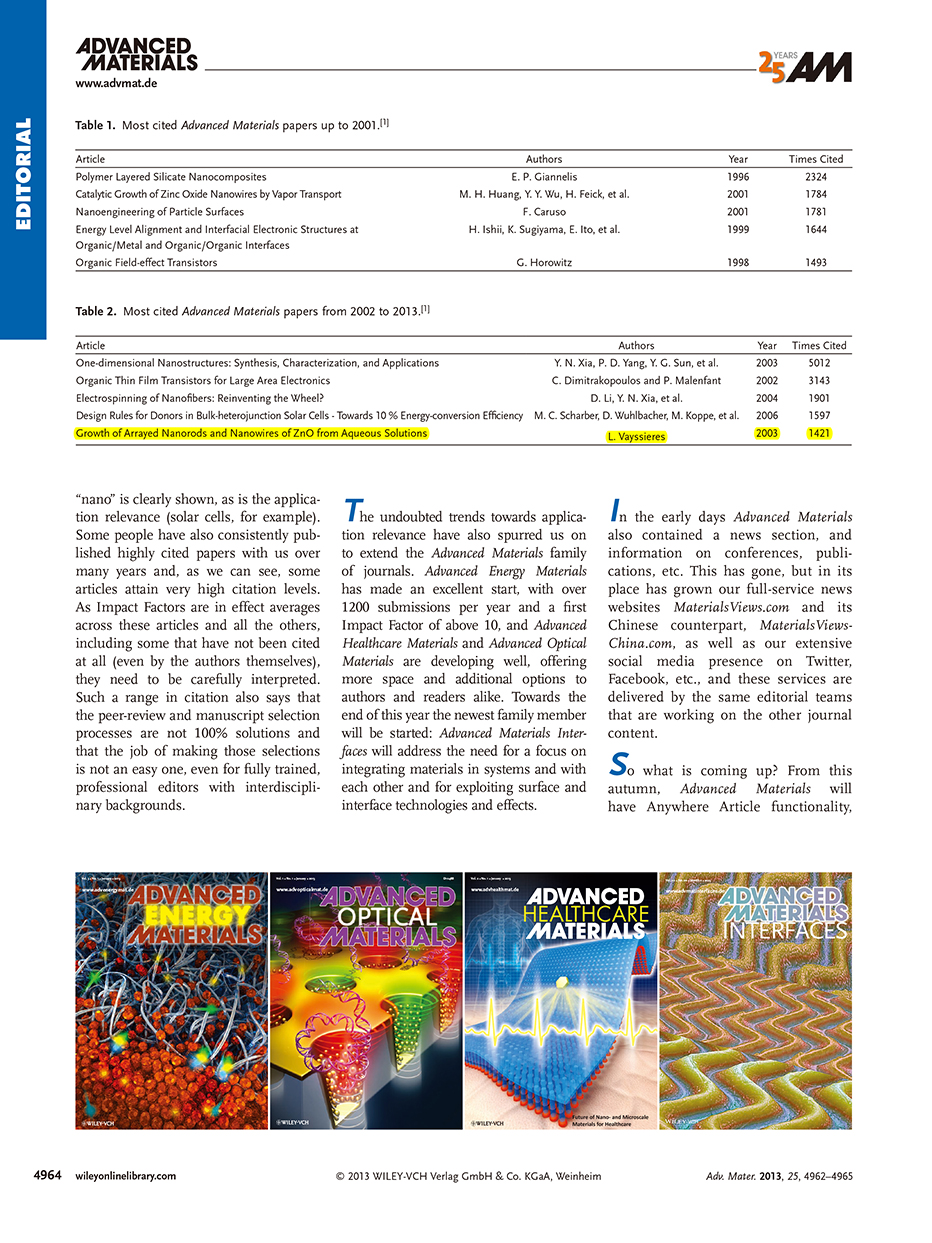 ADVANCED
MATERIALS
www.advmat.de
25 YEARS AM
EDITORIAL
Table 1. Most cited Advanced Materials papers up to 2001.[1]
Article Authors Year Times Cited
Polymer Layered Silicate Nanocomposites E. P. Giannelis 1996 2324
Catalytic Growth of Zinc Oxide Nanowires by Vapor Transport M. H. Huang, Y. Y. Wu, H. Feick, et al. 2001 1784
Nanoengineering of Particle Surfaces F. Caruso 2001 1781
Energy Level Alignment and Interfacial Electronic Structures at H. Ishii, K. Sugiyama, E. Ito, et al. 1999 1644
Organic/Metal and Organic/Organic Interfaces
Organic Field-effect Transistors G. Horowitz 1998 1493
Table 2. Most cited Advanced Materials papers from 2002 to 2013.[1]
Article Authors Year Times Cited
One-dimensional Nanostructures: Synthesis, Characterization, and Applications Y. N. Xia, P. D. Yang, Y. G. Sun, et al. 2003 5012
Organic Thin Film Transistors for Large Area Electronics C. Dimitrakopoulos and P. Malenfant 2002 3143
Electrospinning of Nanofibers: Reinventing the Wheel? D. Li, Y. N. Xia, et al. 2004 1901
Design Rules for Donors in Bulk-heterojunction Solar Cells - Towards 10 % Energy-conversion Efficiency M. C. Scharber, D. Wuhlbacher, M. Koppe, et al. 2006 1597
Growth of Arrayed Nanorods and Nanowires of ZnO from Aqueous Solutions L. Vayssieres 2003 1421
“nano” is clearly shown, as is the applica-
tion relevance (solar cells, for example).
Some people have also consistently pub-
lished highly cited papers with us over
many years and, as we can see, some
articles attain very high citation levels.
As Impact Factors are in effect averages
across these articles and all the others,
including some that have not been cited
at all (even by the authors themselves),
they need to be carefully interpreted.
Such a range in citation also says that
the peer-review and manuscript selection
processes are not 100% solutions and
that the job of making those selections
is not an easy one, even for fully trained,
professional editors with interdiscipli-
nary backgrounds.
The undoubted trends towards applica-
tion relevance have also spurred us on
to extend the Advanced Materials family
of journals. Advanced Energy Materials
has made an excellent start, with over
1200 submissions per year and a first
Impact Factor of above 10, and Advanced
Healthcare Materials and Advanced Optical
Materials are developing well, offering
more space and additional options to
authors and readers alike. Towards the
end of this year the newest family member
will be started: Advanced Materials Inter-
faces will address the need for a focus on
integrating materials in systems and with
each other and for exploiting surface and
interface technologies and effects.
In the early days Advanced Materials
also contained a news section, and
information on conferences, publi-
cations, etc. This has gone, but in its
place has grown our full-service news
websites MaterialsViews.com and its
Chinese counterpart, MaterialsViews-
China.com, as well as our extensive
social media presence on Twitter,
Facebook, etc., and these services are
delivered by the same editorial teams
that are working on the other journal
content.
So what is coming up? From this
autumn, Advanced Materials will
have Anywhere Article functionality,
www.advenergymat.de
ADVANCED
ENERGY
MATERIALS
WILEY-VCH
www.advopticalmat.de
ADVANCED
OPTICAL
MATERIALS
WILEY-VCH
www.advhealthmat.de
ADVANCED
HEALTHCARE
MATERIALS
Future of Nano- and Microscale
Materials for Healthcare
WILEY-VCH
www.advmatinterfaces.de
ADVANCED
MATERIALS
INTERFACES
WILEY-VCH
4964 wileyonlinelibrary.com © 2013 WILEY-VCH Verlag GmbH & Co. KGaA, Weinheim Adv. Mater. 2013, 25, 4962–4965